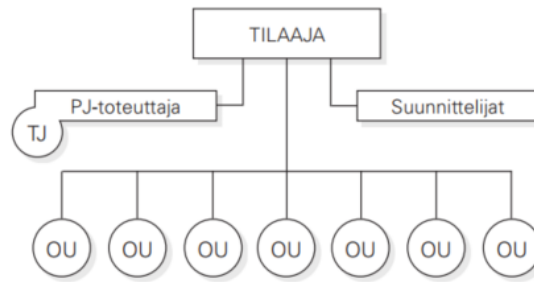 TILAAJA
PJ-toteuttaja
Suunnittelijat
TJ
OU OU OU OU OU OU OU